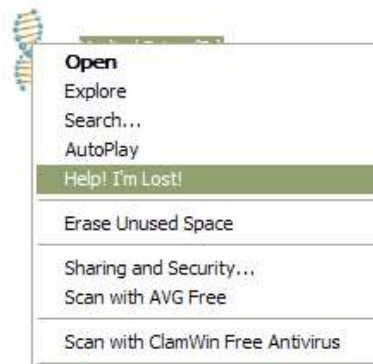 Open
Explore
Search...
AutoPlay
Help! I'm Lost!
Erase Unused Space
Sharing and Security...
Scan with AVG Free
Scan with ClamWin Free Antivirus